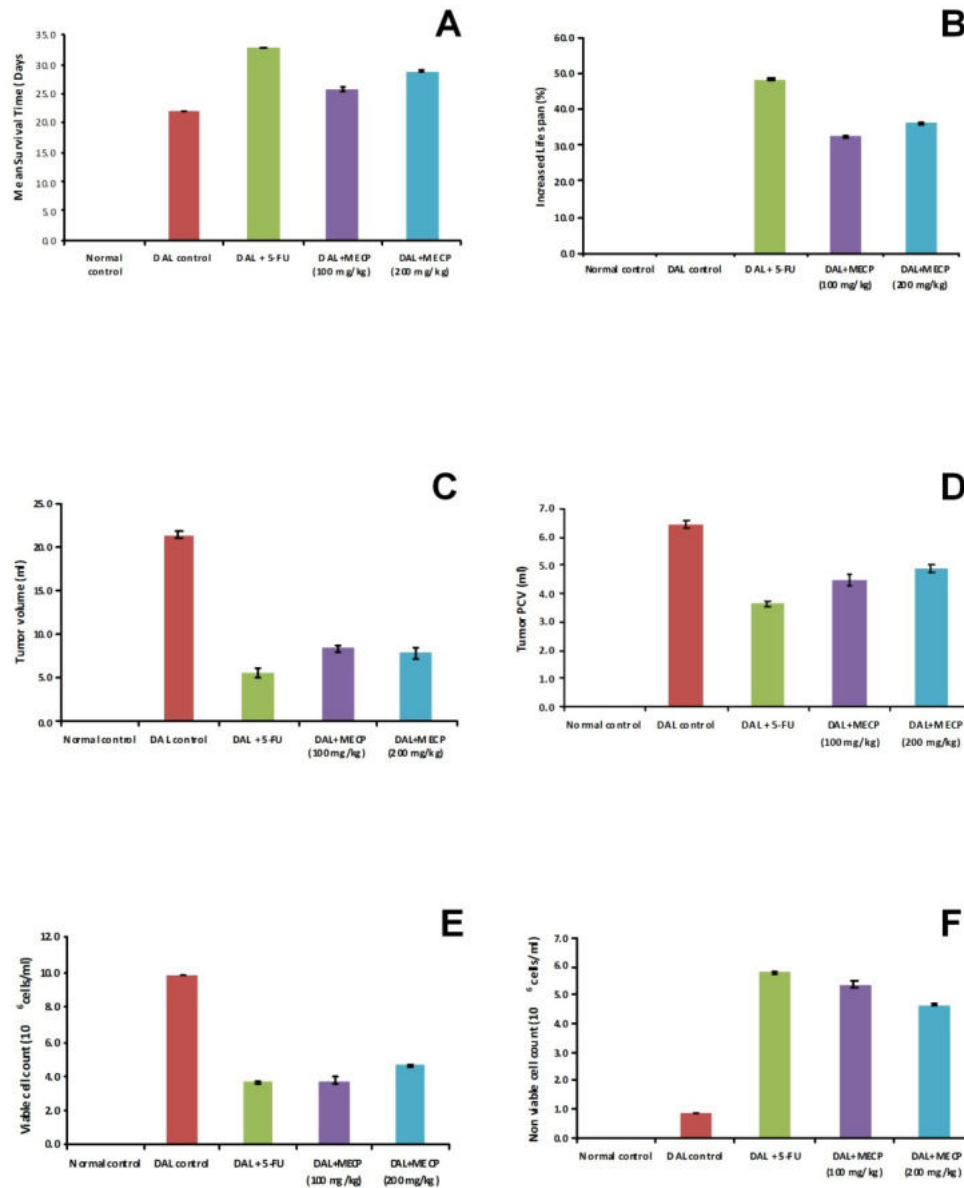 A
Mean Survival Time (Days
35.0
30.0
25.0
20.0
15.0
10.0
5.0
0.0
Normal control
DAL control
DAL + 5-FU
DAL+MECP (100 mg/kg)
DAL+MECP (200 mg/kg)
B
Increased Life span (%)
60.0
50.0
40.0
30.0
20.0
10.0
0.0
Normal control
DAL control
DAL + 5-FU
DAL+MECP (100 mg/kg)
DAL+MECP (200 mg/kg)
C
Tumor volume (ml)
25.0
20.0
15.0
10.0
5.0
0.0
Normal control
DAL control
DAL + 5-FU
DAL+MECP (100 mg/kg)
DAL+MECP (200 mg/kg)
D
Tumor PCV (ml)
7.0
6.0
5.0
4.0
3.0
2.0
1.0
0.0
Normal control
DAL control
DAL + 5-FU
DAL+MECP (100 mg/kg)
DAL+MECP (200 mg/kg)
E
Viable cell count (10 6 cells/ml)
12.0
10.0
8.0
6.0
4.0
2.0
0.0
Normal control
DAL control
DAL + 5-FU
DAL+MECP (100 mg/kg)
DAL+MECP (200 mg/kg)
F
Non viable cell count (10 6 cells/ml)
7.0
6.0
5.0
4.0
3.0
2.0
1.0
0.0
Normal control
DAL control
DAL + 5-FU
DAL+MECP (100 mg/kg)
DAL+MECP (200 mg/kg)